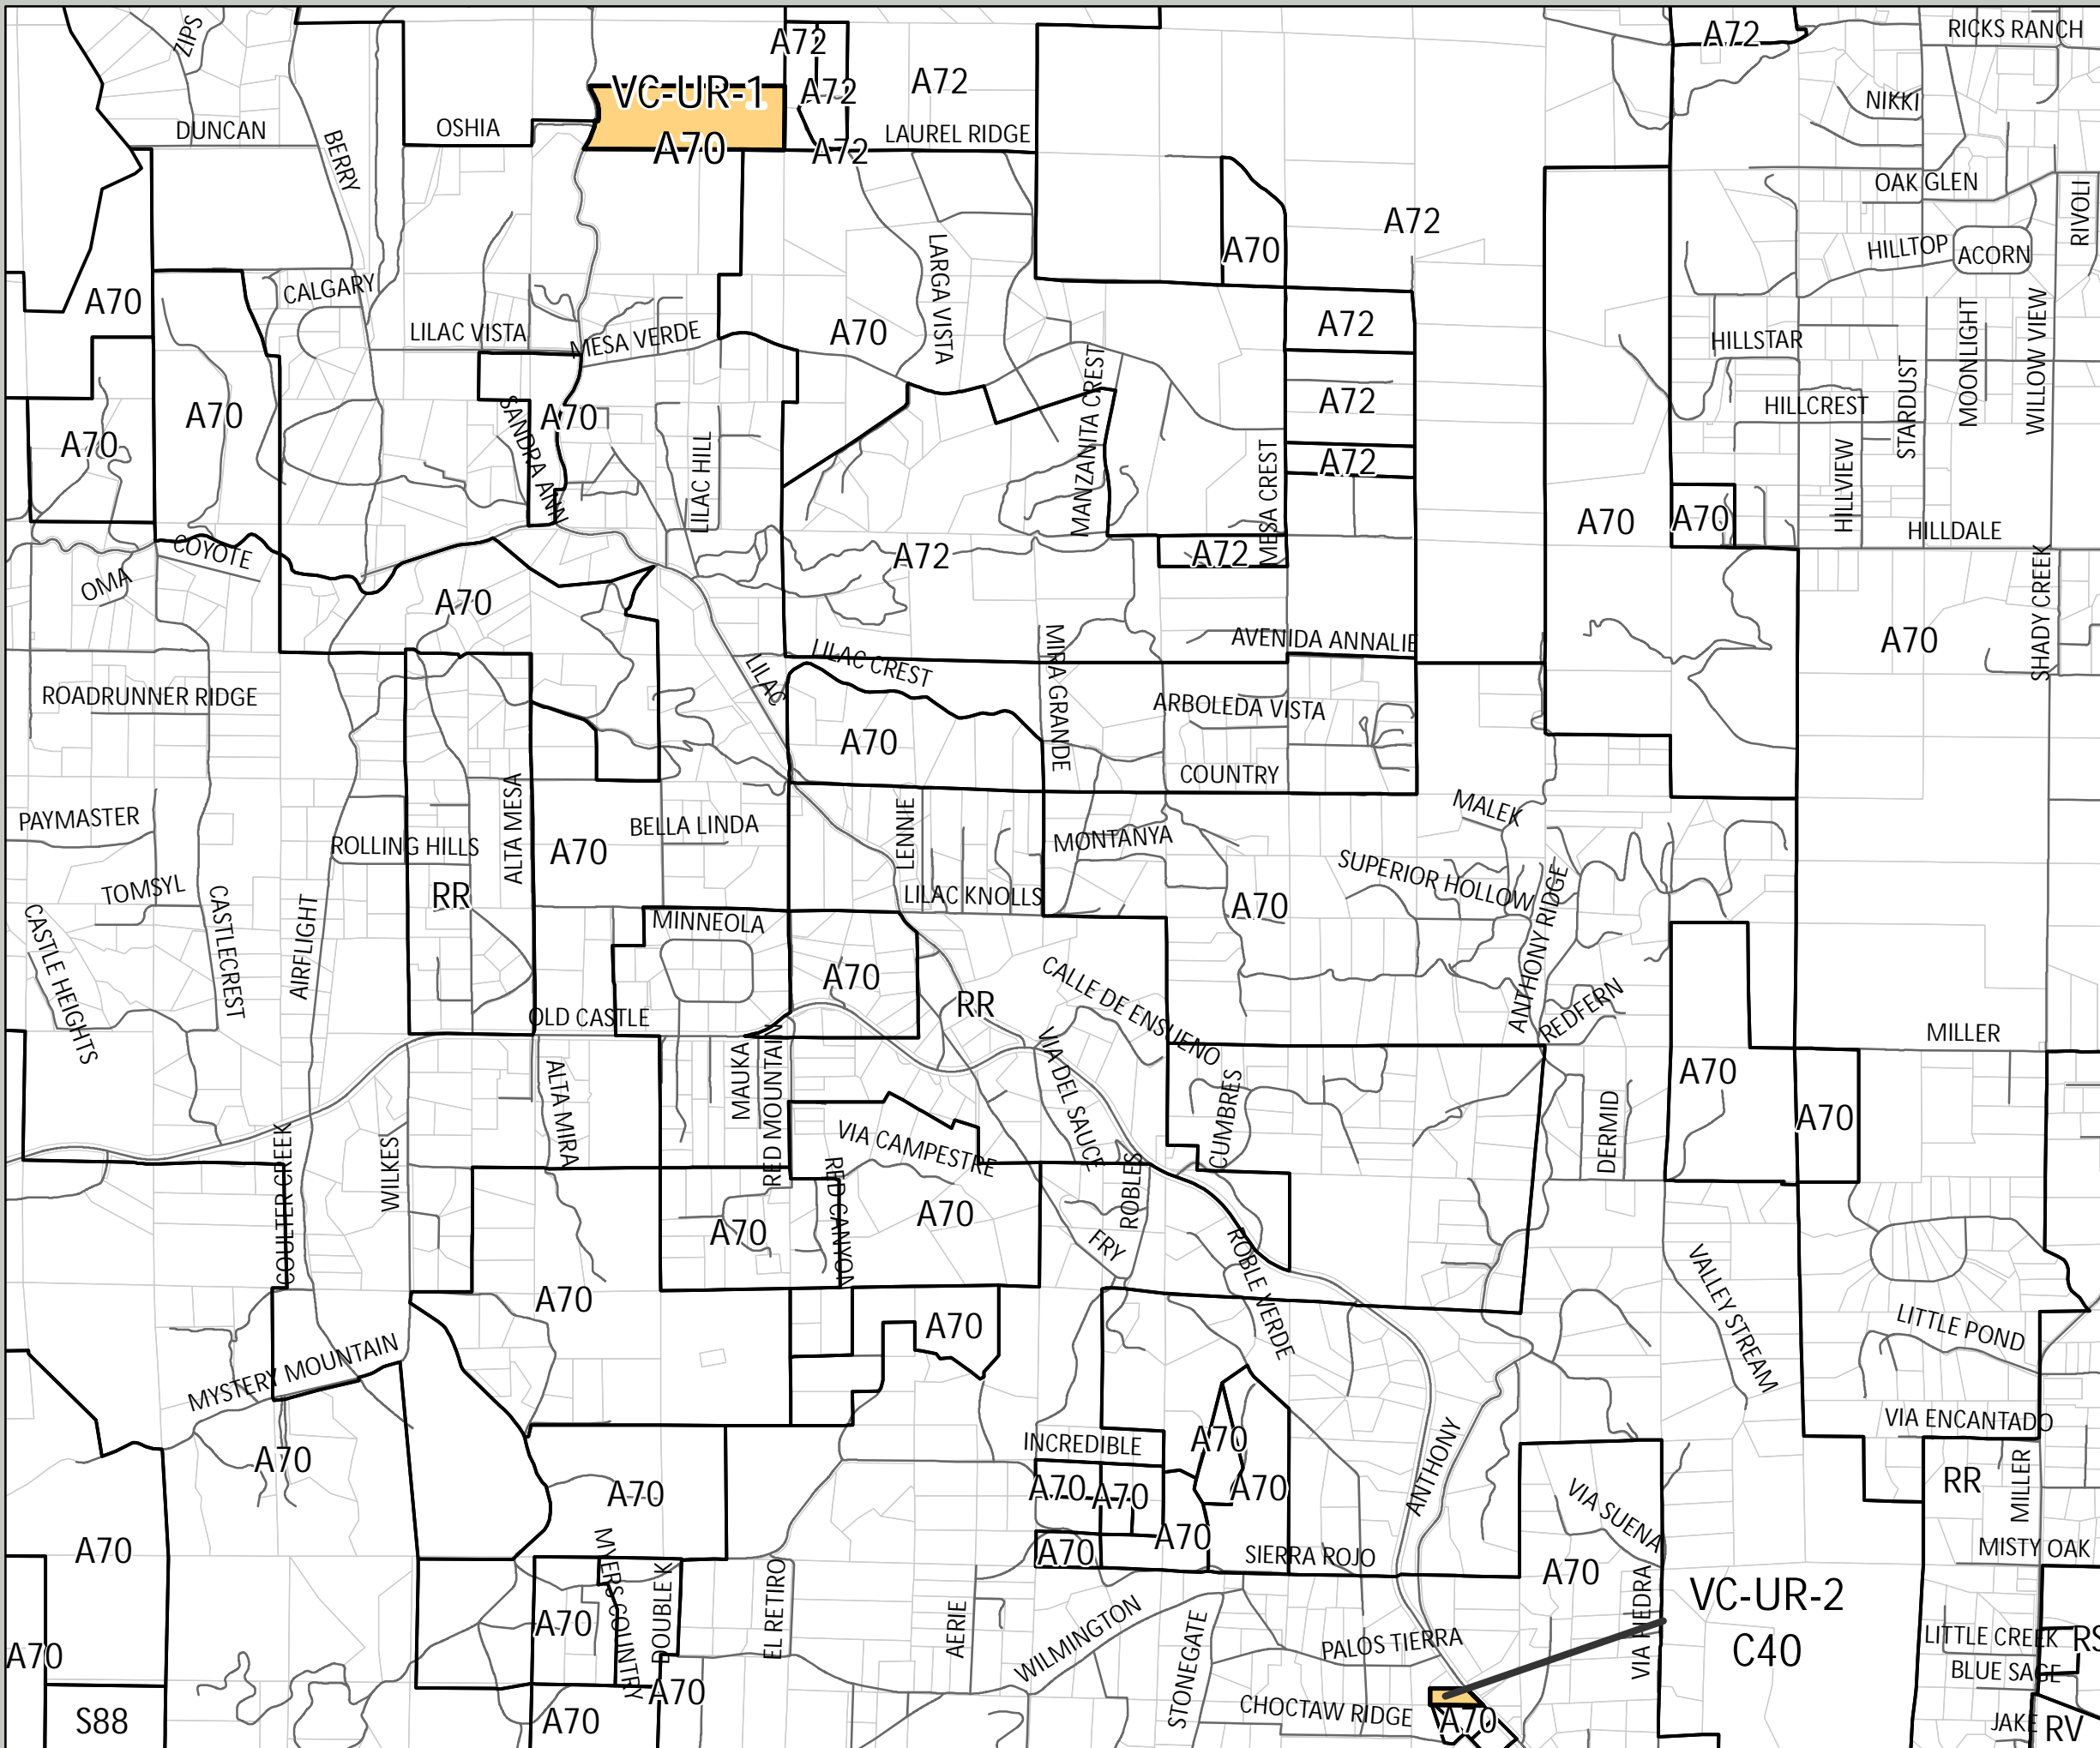 ZIPS
A72
A72
RICKS RANCH
VC-UR-1
A72
A72
NIKKI
DUNCAN
BERRY
OSHIA
A70
A72
LAUREL RIDGE
OAK GLEN
RIVOLI
A72
A70
HILLTOP
ACORN
A70
CALGARY
LILAC VISTA
MESA VERDE
A70
LARGA VISTA
A72
HILLSTAR
STARDUST
MOONLIGHT
WILLOW VIEW
A70
A70
SANDRA ANN
A70
LILAC HILL
MANZANITA CREST
MESA CREST
A72
A72
HILLCREST
HILLVIEW
A70
A70
HILLDALE
COYOTE
OMA
A72
A72
A70
LILAC
LILAC CREST
MIRA GRANDE
AVENIDA ANNALIE
A70
SHADY CREEK
ROADRUNNER RIDGE
A70
ARBOLEDA VISTA
COUNTRY
PAYMASTER
ROLLING HILLS
ALTA MESA
A70
BELLA LINDA
LENNIE
MONTANYA
MALEK
SUPERIOR HOLLOW
ANTHONY RIDGE
TOMSYL
CASTLECREST
CASTLE HEIGHTS
AIRFLIGHT
RR
LILAC KNOLLS
A70
MINNEOLA
A70
RR
CALLE DE ENSUENO
REDFERN
OLD CASTLE
MILLER
ALTA MIRA
MAUKA
RED MOUNTAIN
VIA DEL SAUCE
CUMBRES
DERMID
A70
A70
VIA CAMPESTRE
COULTER CREEK
WILKES
RED CANYON
A70
A70
ROBLES
FRY
ROBLE VERDE
VALLEY STREAM
A70
A70
LITTLE POND
MYSTERY MOUNTAIN
A70
INCREDIBLE
A70
ANTHONY
VIA ENCANTADO
A70
A70
A70
A70
VIA SUENA
RR
MILLER
A70
A70
A70
SIERRA ROJO
A70
MISTY OAK
MYERS COUNTRY
DOUBLE K
EL RETIRO
AERIE
WILMINGTON
STONEGATE
A70
VIA PIEDRA
VC-UR-2
C40
PALOS TIERRA
LITTLE CREEK
RS
A70
A70
BLUE SAGE
S88
A70
CHOCTAW RIDGE
A70
JAKE
RV